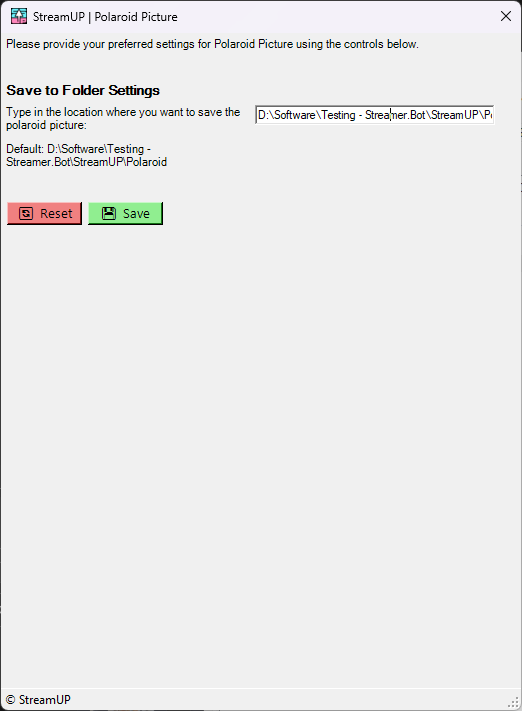 StreamUP | Polaroid Picture
Please provide your preferred settings for Polaroid Picture using the controls below.
Save to Folder Settings
Type in the location where you want to save the
polaroid picture:
D:\Software\Testing - Streamer.Bot\StreamUP\P
Default: D:\Software\Testing -
Streamer.Bot\StreamUP\Polaroid
Reset
Save
© StreamUP